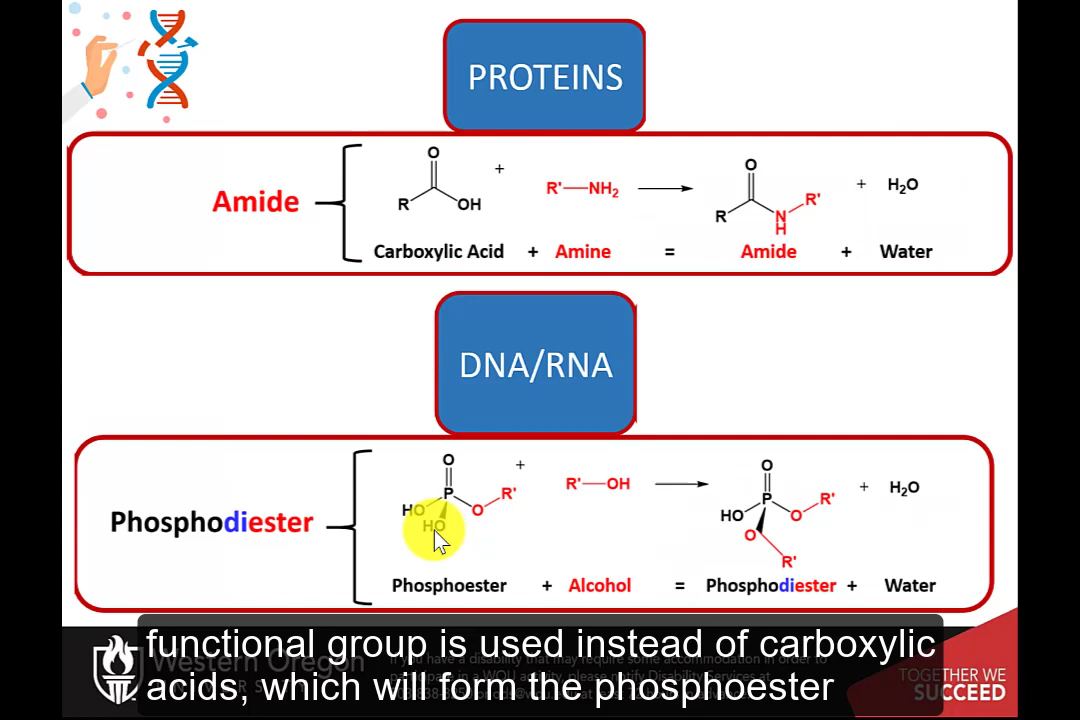 PROTEINS
Amide
O
R
OH
+
R'—NH₂
O
R
N
H
R'
+
H₂O
Carboxylic Acid + Amine = Amide + Water
DNA/RNA
Phosphodiester
O
HO
P
O
R'
HO
+
R'—OH
O
HO
P
O
R'
O
R'
+
H₂O
Phosphoester + Alcohol = Phosphodiester + Water
functional group is used instead of carboxylic
acids, which will form the phosphoester
Western Oregon
TOGETHER WE
SUCCEED